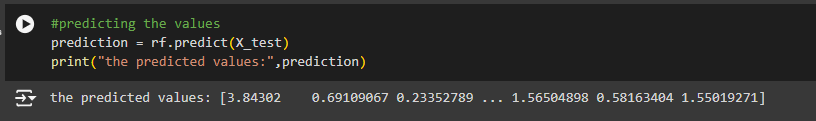 #predicting the values
prediction = rf.predict(X_test)
print("the predicted values:",prediction)
the predicted values: [3.84302    0.69109067 0.23352789 ... 1.56504898 0.58163404 1.55019271]